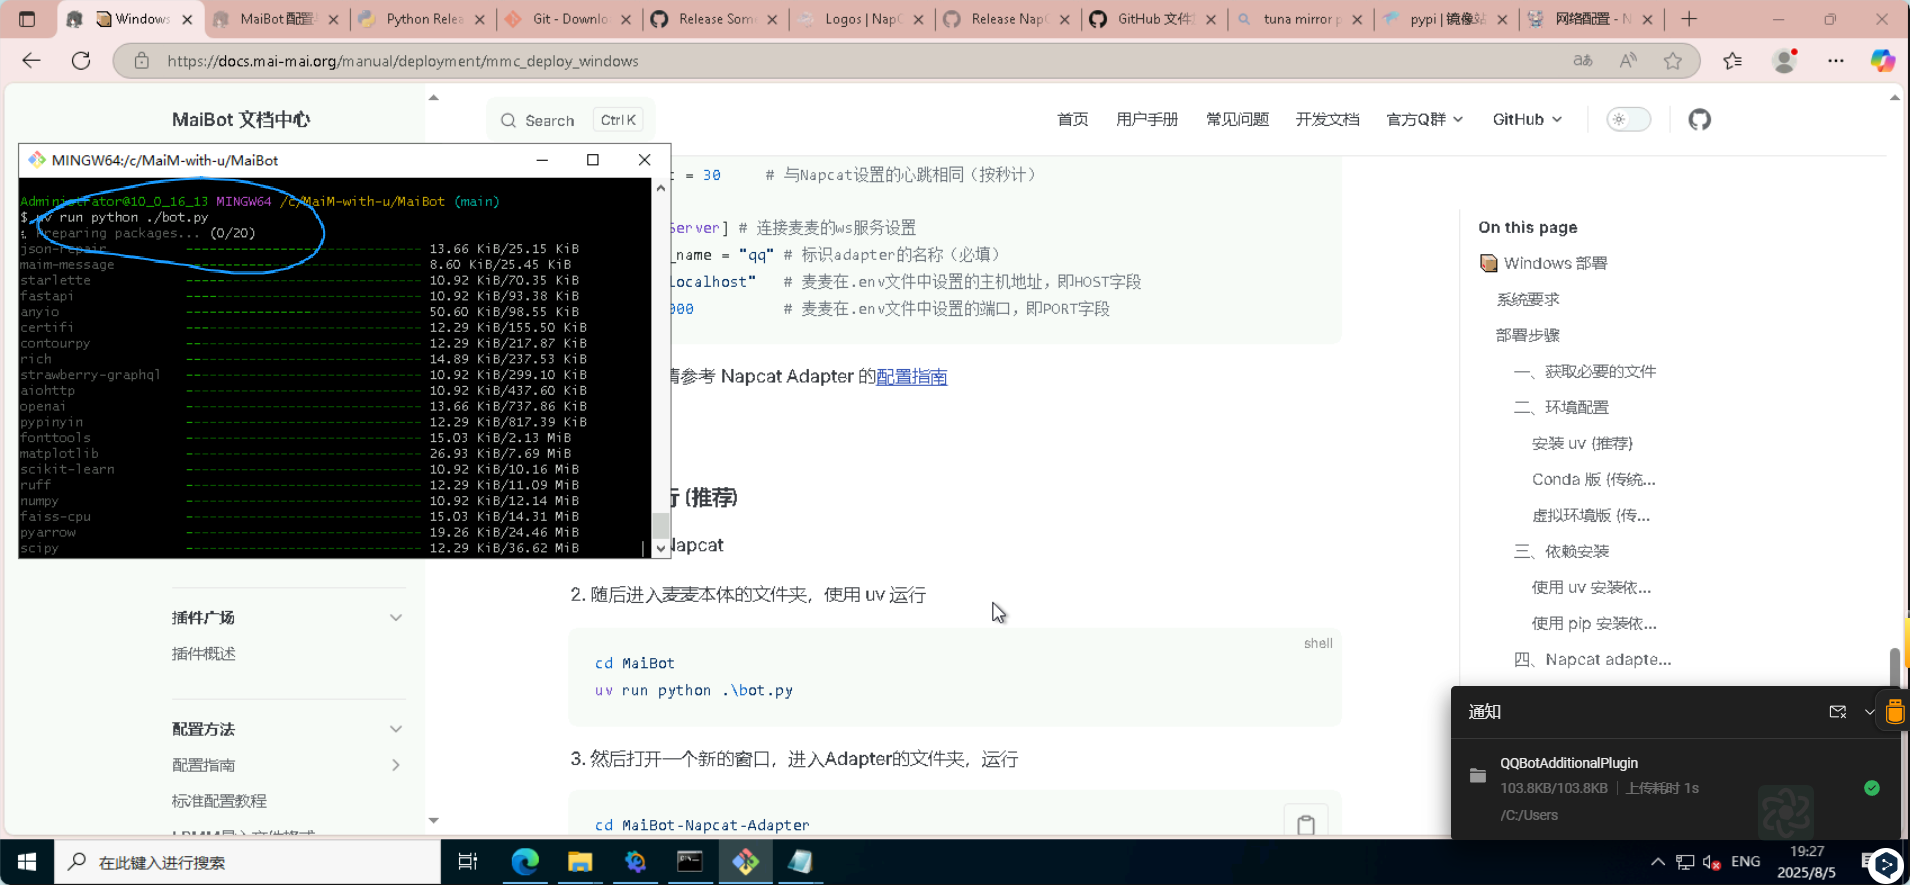 Windows
MaiBot 配置
Python Relea
Git - Downlo
Release Som
Logos | Nap
Release Nap
GitHub 文件
tuna mirror p
pypi | 镜像站
网络配置 - N
https://docs.mai-mai.org/manual/deployment/mmc_deploy_windows
MaiBot 文档中心
Search
Ctrl K
首页
用户手册
常见问题
开发文档
官方Q群
GitHub
MINGW64:/c/MaiM-with-u/MaiBot
Administrator@10_0_16_13 MINGW64 /c/MaiM-with-u/MaiBot (main)
$ uv run python ./bot.py
Preparing packages... (0/20)
json-repair 13.66 KiB/25.15 KiB
maim-message 8.60 KiB/25.45 KiB
starlette 10.92 KiB/70.35 KiB
fastapi 10.92 KiB/93.38 KiB
anyio 50.60 KiB/98.55 KiB
certifi 12.29 KiB/155.50 KiB
contourpy 12.29 KiB/217.87 KiB
rich 14.89 KiB/237.53 KiB
strawberry-graphql 10.92 KiB/299.10 KiB
aiohttp 10.92 KiB/437.60 KiB
openai 13.66 KiB/737.86 KiB
pypinyin 12.29 KiB/817.39 KiB
fonttools 15.03 KiB/2.13 MiB
matplotlib 26.93 KiB/7.69 MiB
scikit-learn 10.92 KiB/10.16 MiB
ruff 12.29 KiB/11.09 MiB
numpy 10.92 KiB/12.14 MiB
faiss-cpu 15.03 KiB/14.31 MiB
pyarrow 19.26 KiB/24.46 MiB
scipy 12.29 KiB/36.62 MiB
= 30 # 与Napcat设置的心跳相同（按秒计）
Server] # 连接麦麦的ws服务设置
_name = "qq" # 标识adapter的名称（必填）
localhost" # 麦麦在.env文件中设置的主机地址，即HOST字段
000 # 麦麦在.env文件中设置的端口，即PORT字段
请参考 Napcat Adapter 的配置指南
行 (推荐)
Napcat
2. 随后进入麦麦本体的文件夹，使用 uv 运行
shell
cd MaiBot
uv run python .\bot.py
3. 然后打开一个新的窗口，进入Adapter的文件夹，运行
cd MaiBot-Napcat-Adapter
插件广场
插件概述
配置方法
配置指南
标准配置教程
LPMM导入文件格式
On this page
Windows 部署
系统要求
部署步骤
一、获取必要的文件
二、环境配置
安装 uv (推荐)
Conda 版 (传统...
虚拟环境版 (传...
三、依赖安装
使用 uv 安装依...
使用 pip 安装依...
四、Napcat adapte...
通知
QQBotAdditionalPlugin
103.8KB/103.8KB | 上传耗时 1s
/C:/Users
在此键入进行搜索
ENG
19:27
2025/8/5